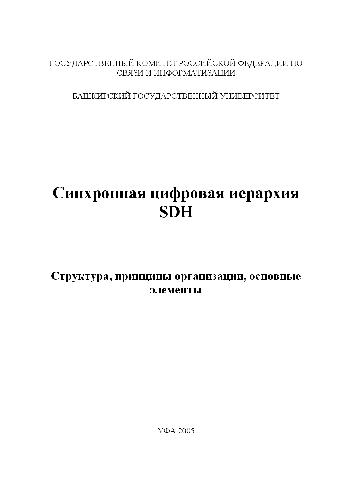 ГОСУДАРСТВЕННЫЙ КОМИТЕТ РОССИЙСКОЙ ФЕДЕРАЦИИ ПО
СВЯЗИ И ИНФОРМАТИЗАЦИИ
БАШКИРСКИЙ ГОСУДАРСТВЕННЫЙ УНИВЕРСИТЕТ
Синхронная цифровая иерархия
SDH
Структура, принципы организации, основные
элементы
УФА 2005